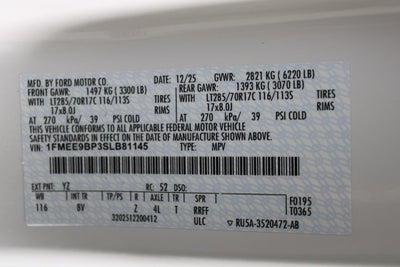 MFD. BY FORD MOTOR CO. 12/25 GVWR: 2821 KG (6220 LB)
FRONT GAWR: 1497 KG (3300 LB) REAR GAWR: 1393 KG (3070 LB)
WITH LT285/70R17C 116/113S TIRES WITH LT285/70R17C 116/113S TIRES
17x8.0J RIMS 17x8.0J RIMS
AT 270 kPa/ 39 PSI COLD AT 270 kPa/ 39 PSI COLD
THIS VEHICLE CONFORMS TO ALL APPLICABLE FEDERAL MOTOR VEHICLE
SAFETY STANDARDS IN EFFECT ON THE DATE OF MANUFACTURE SHOWN ABOVE.
VIN: 1FMEE9BP3SLB81145 TYPE: MPV
EXT PNT: YZ RC: 52 DSO:
WB INT TR TP/PS R AXLE TR SPR F0195
116 8V Z 4L T RRFF T0365
3202512200412 ULC RU5A-3520472-AB